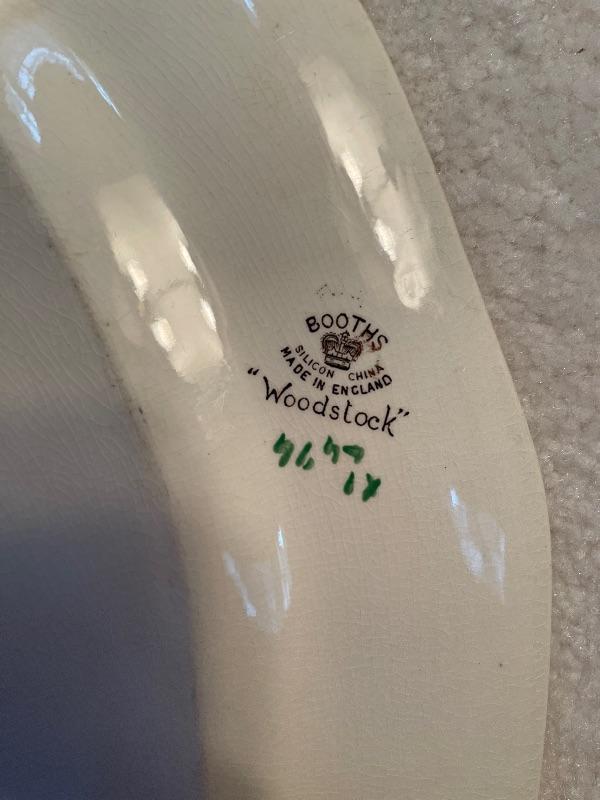 BOOTHS
SILICON CHINA
MADE IN ENGLAND
"Woodstock"